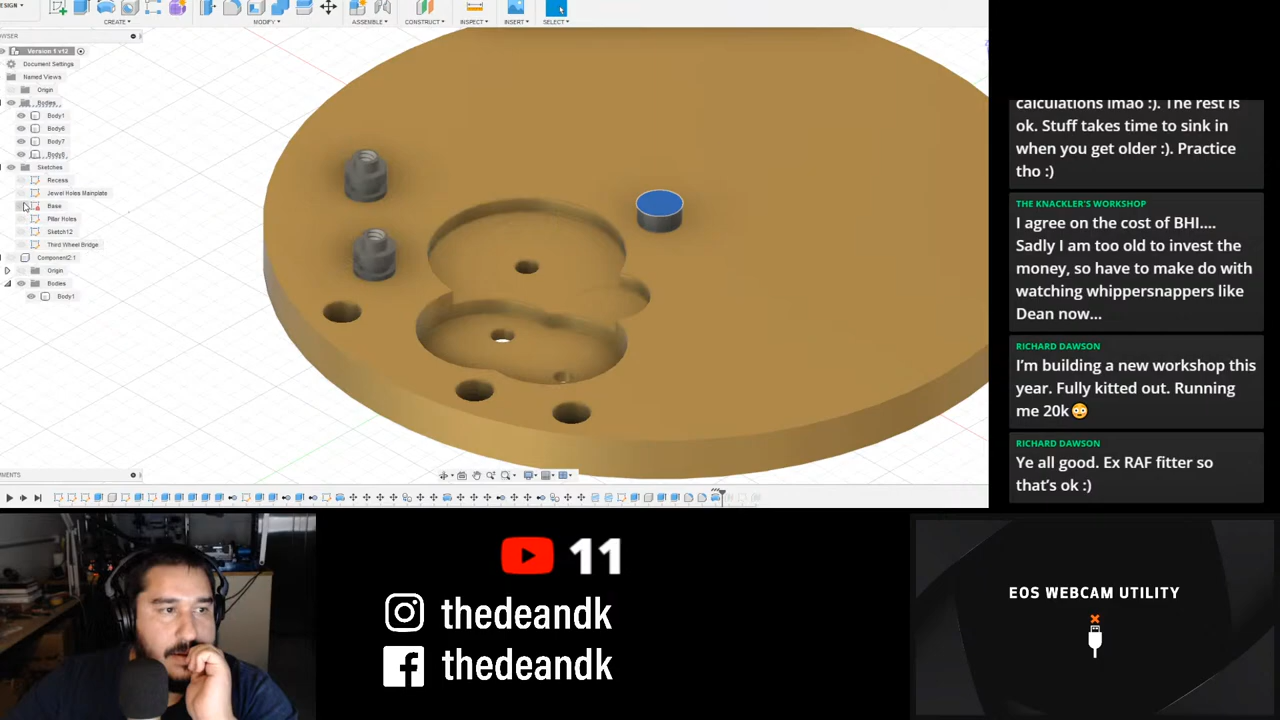 ESIGN
CREATE
MODIFY
ASSEMBLE
CONSTRUCT
INSPECT
INSERT
SELECT
Version 1 v12
Document Settings
Named Views
Origin
Bodies
Body1
Body6
Body7
Body8
Sketches
Recess
Jewel Holes Mainplate
Base
Pillar Holes
Sketch12
Third Wheel Bridge
Component2:1
Origin
Bodies
Body1
calculations lmao :). The rest is
ok. Stuff takes time to sink in
when you get older :). Practice
tho :)
THE KNACKLER'S WORKSHOP
I agree on the cost of BHI....
Sadly I am too old to invest the
money, so have to make do with
watching whippersnappers like
Dean now...
RICHARD DAWSON
I'm building a new workshop this
year. Fully kitted out. Running
me 20k😳
RICHARD DAWSON
Ye all good. Ex RAF fitter so
that's ok :)
11
thedeandk
thedeandk
EOS WEBCAM UTILITY